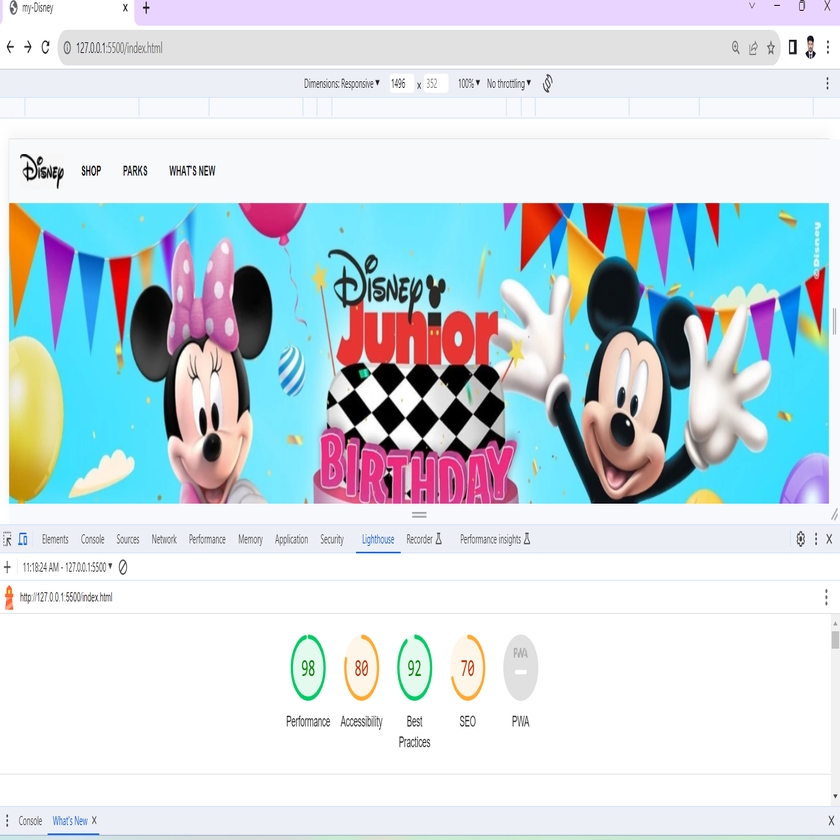 my-Disney
127.0.0.1:5500/index.html
Dimensions: Responsive 1496 x 352 100% No throttling
Disney SHOP PARKS WHAT'S NEW
©Disney
Disney
Junior
BIRTHDAY
Elements Console Sources Network Performance Memory Application Security Lighthouse Recorder Performance insights
11:18:24 AM - 127.0.0.1:5500
http://127.0.0.1:5500/index.html
98 80 92 70 PWA
Performance Accessibility Best Practices SEO PWA
Console What's New